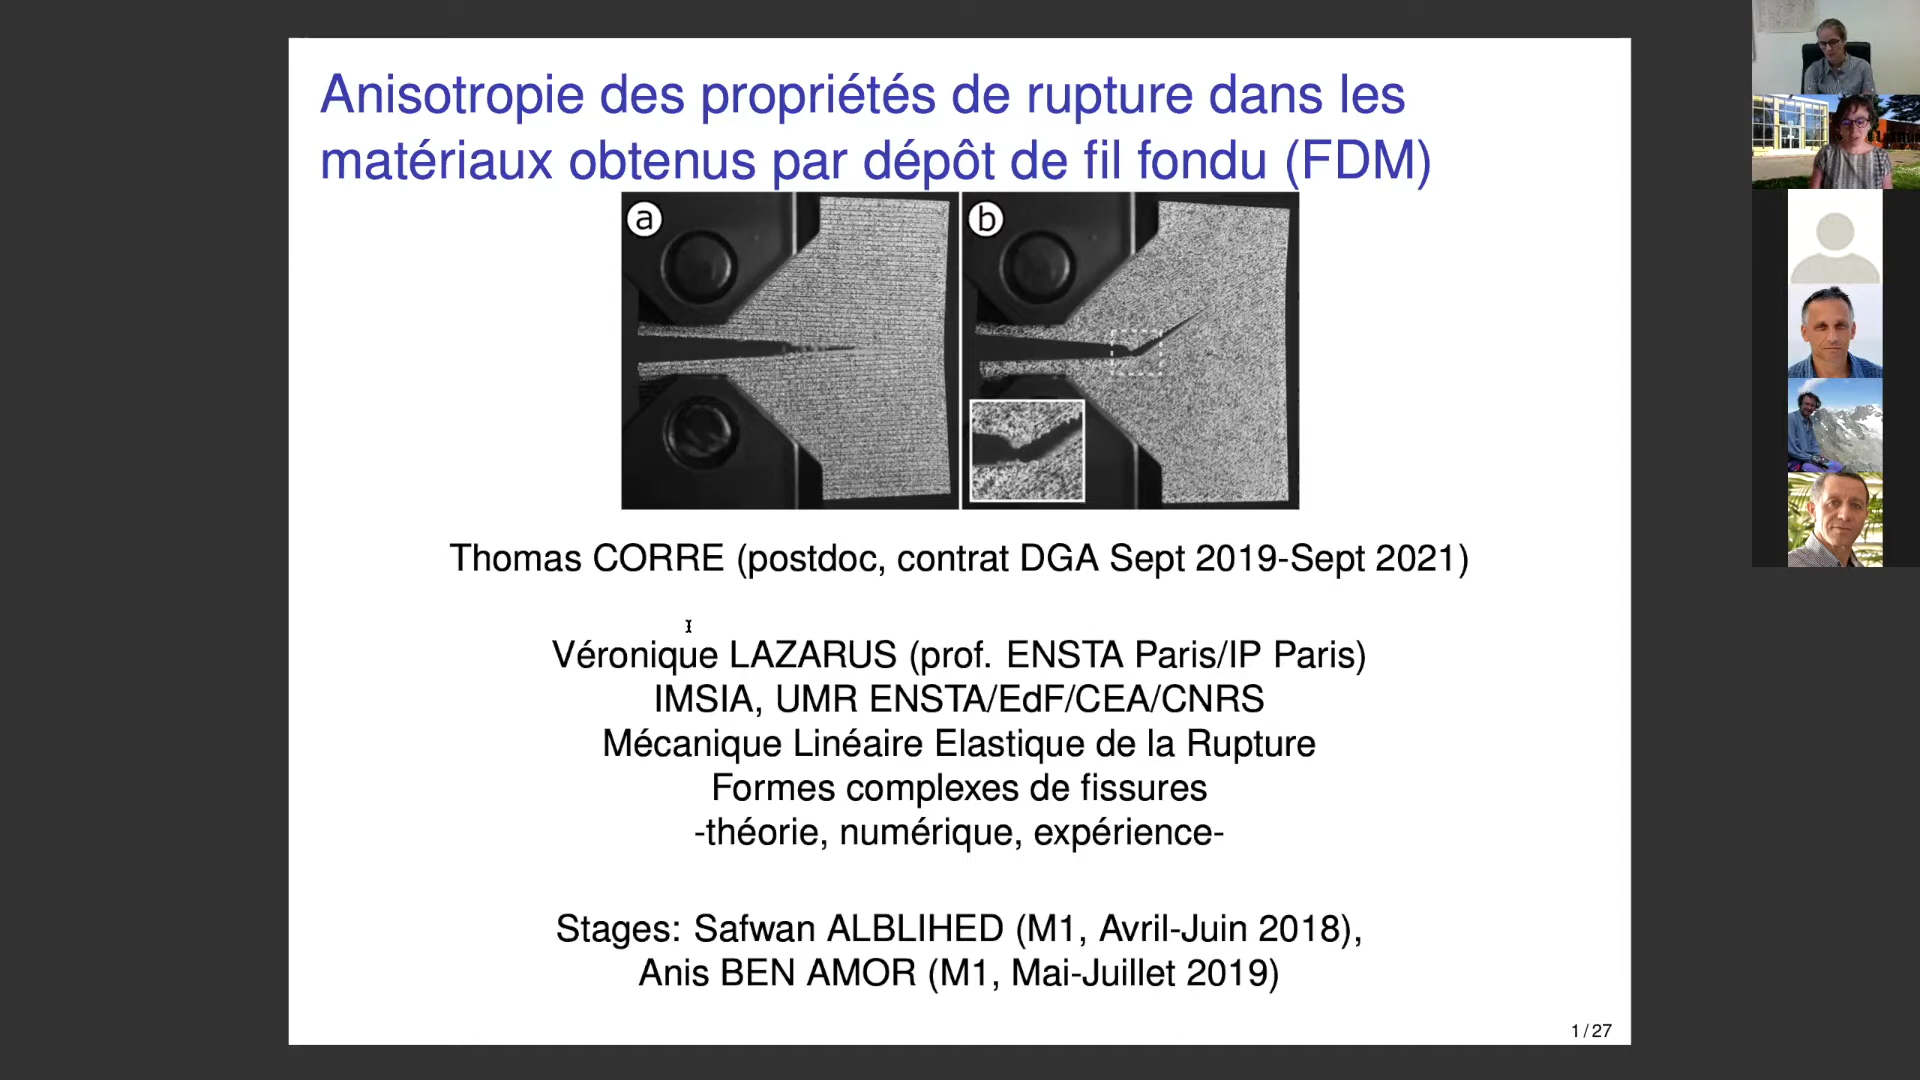 Anisotropie des propriétés de rupture dans les
matériaux obtenus par dépôt de fil fondu (FDM)
a
b
Thomas CORRE (postdoc, contrat DGA Sept 2019-Sept 2021)
Véronique LAZARUS (prof. ENSTA Paris/IP Paris)
IMSIA, UMR ENSTA/EdF/CEA/CNRS
Mécanique Linéaire Elastique de la Rupture
Formes complexes de fissures
-théorie, numérique, expérience-
Stages: Safwan ALBLIHED (M1, Avril-Juin 2018),
Anis BEN AMOR (M1, Mai-Juillet 2019)
1 / 27